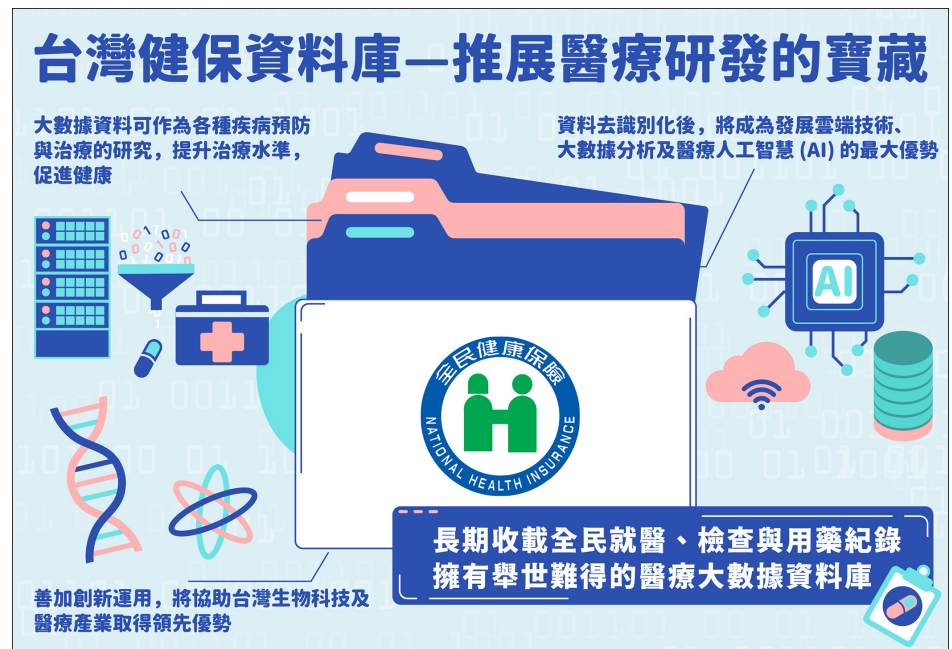 台灣健保資料庫—推展醫療研發的寶藏
大數據資料可作為各種疾病預防
與治療的研究，提升治療水準，
促進健康
資料去識別化後，將成為發展雲端技術、
大數據分析及醫療人工智慧 (AI) 的最大優勢
AI
全民健康保險
NATIONAL HEALTH INSURANCE
長期收載全民就醫、檢查與用藥紀錄
擁有舉世難得的醫療大數據資料庫
善加創新運用，將協助台灣生物科技及
醫療產業取得領先優勢